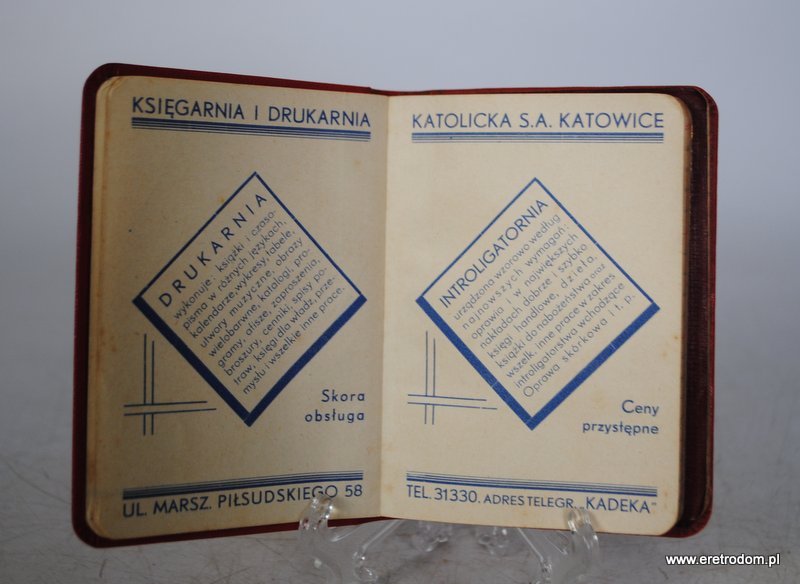 KSIĘGARNIA I DRUKARNIA
DRUKARNIA
wykonuje: książki i czaso-
pisma w różnych językach,
kalendarze, wykresy, tabele,
utwory muzyczne, obrazy
wielobarwne, katalogi, pro-
gramy, afisze, zaproszenia,
broszury, cenniki, spisy po-
traw, księgi dla władz, prze-
mysłu i wszelkie inne prace.
Skora
obsługa
UL. MARSZ. PIŁSUDSKIEGO 58
KATOLICKA S.A. KATOWICE
INTROLIGATORNIA
urządzona wzorowo według
najnowszych wymagań:
oprawia i w największych
nakładach dobrze i szybko
księgi handlowe, dzieła,
książki do nabożeństwa oraz
wszelk. inne prace w zakres
introligatorstwa wchodzące
Oprawa skórkowa i t. p.
Ceny
przystępne
TEL. 31330. ADRES TELEGR. „KADEKA"
www.eretrodom.pl